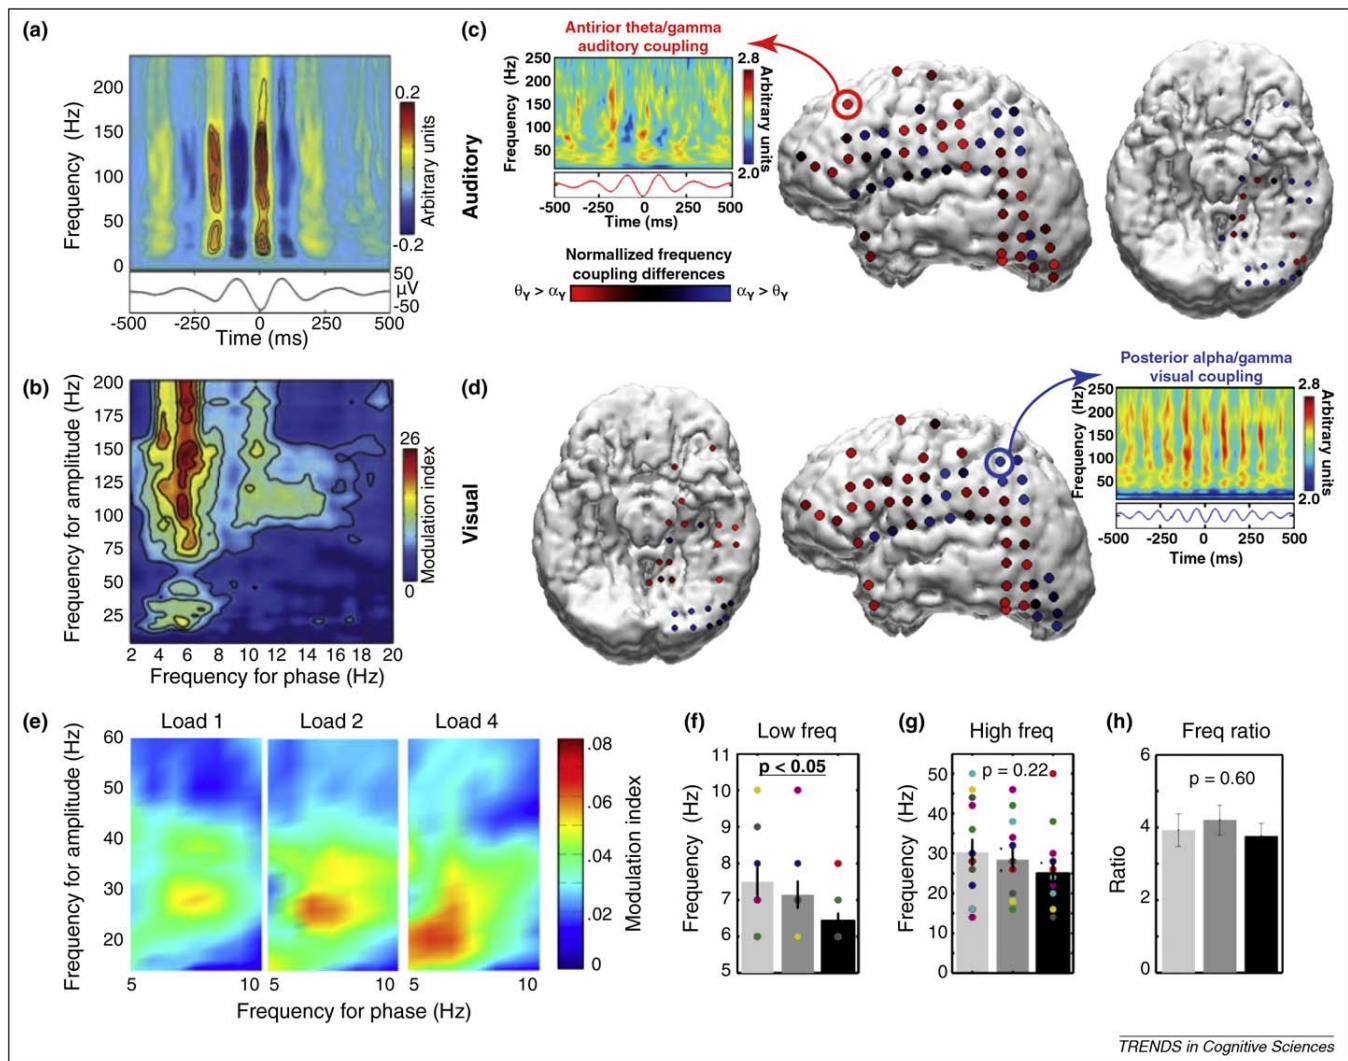 (a)
Frequency (Hz)
200
150
100
50
0
0.2
Arbitrary units
-0.2
50
μV
-50
-500 -250 0 250 500
Time (ms)
(b)
Frequency for amplitude (Hz)
200
175
150
125
100
75
50
25
26
Modulation index
0
2 4 6 8 10 12 14 16 18 20
Frequency for phase (Hz)
(c)
Auditory
Antirior theta/gamma
auditory coupling
Frequency (Hz)
250
200
150
100
50
2.8
Arbitrary units
2.0
-500 -250 0 250 500
Time (ms)
Normallized frequency
coupling differences
θγ > αγ
αγ > θγ
(d)
Visual
Posterior alpha/gamma
visual coupling
Frequency (Hz)
250
200
150
100
50
2.8
Arbitrary units
2.0
-500 -250 0 250 500
Time (ms)
(e)
Load 1 Load 2 Load 4
Frequency for amplitude (Hz)
60
50
40
30
20
5 10 5 10 5 10
Frequency for phase (Hz)
.08
.06
.04
.02
0
Modulation index
(f)
Low freq
p < 0.05
Frequency (Hz)
11
10
9
8
7
6
5
(g)
High freq
p = 0.22
Frequency (Hz)
50
40
30
20
10
0
(h)
Freq ratio
p = 0.60
Ratio
6
4
2
0
TRENDS in Cognitive Sciences